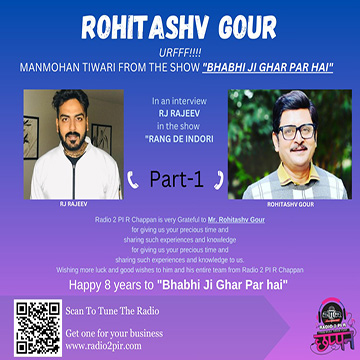 ROHITASHV GOUR
URFFF!!!!
MANMOHAN TIWARI FROM THE SHOW "BHABHI JI GHAR PAR HAI"
In an interview
RJ RAJEEV
in the show
"RANG DE INDORI
Part-1
RJ RAJEEV
ROHITASHV GOUR
Radio 2 PI R Chappan is very Grateful to Mr. Rohitashv Gour
for giving us your precious time and
sharing such experiences and knowledge
for giving us your precious time and
sharing such experiences and knowledge to us.
Wishing more luck and good wishes to him and his entire team from Radio 2 PI R Chappan
Happy 8 years to "Bhabhi Ji Ghar Par hai"
Scan To Tune The Radio
Get one for your business
www.radio2pir.com
RADIO 2 PI R
छप्पन